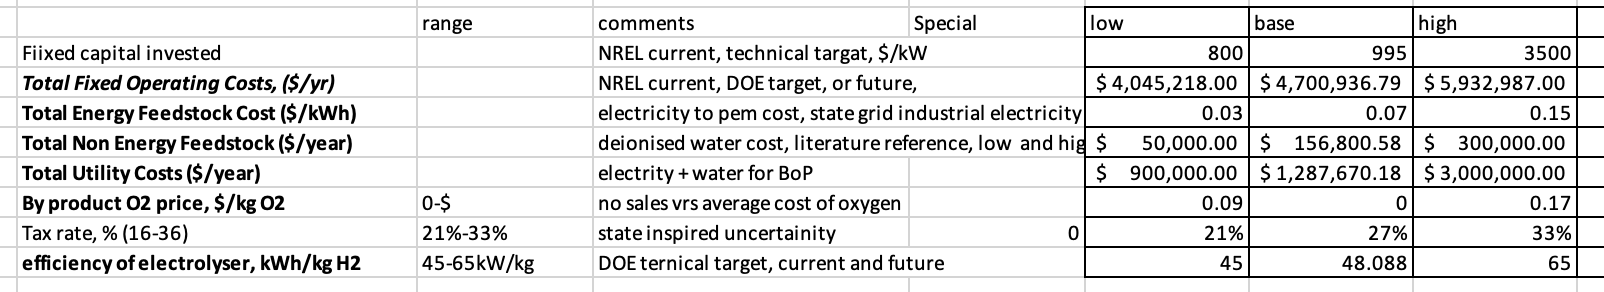 range comments Special low base high
Fiixed capital invested NREL current, technical targat, $/kW 800 995 3500
Total Fixed Operating Costs, ($/yr) NREL current, DOE target, or future, $ 4,045,218.00 $ 4,700,936.79 $ 5,932,987.00
Total Energy Feedstock Cost ($/kWh) electricity to pem cost, state grid industrial electricity 0.03 0.07 0.15
Total Non Energy Feedstock ($/year) deionised water cost, literature reference, low and hig $ 50,000.00 $ 156,800.58 $ 300,000.00
Total Utility Costs ($/year) electrity + water for BoP $ 900,000.00 $ 1,287,670.18 $ 3,000,000.00
By product O2 price, $/kg O2 0-$ no sales vrs average cost of oxygen 0.09 0 0.17
Tax rate, % (16-36) 21%-33% state inspired uncertainity 0 21% 27% 33%
efficiency of electrolyser, kWh/kg H2 45-65kW/kg DOE ternical target, current and future 45 48.088 65